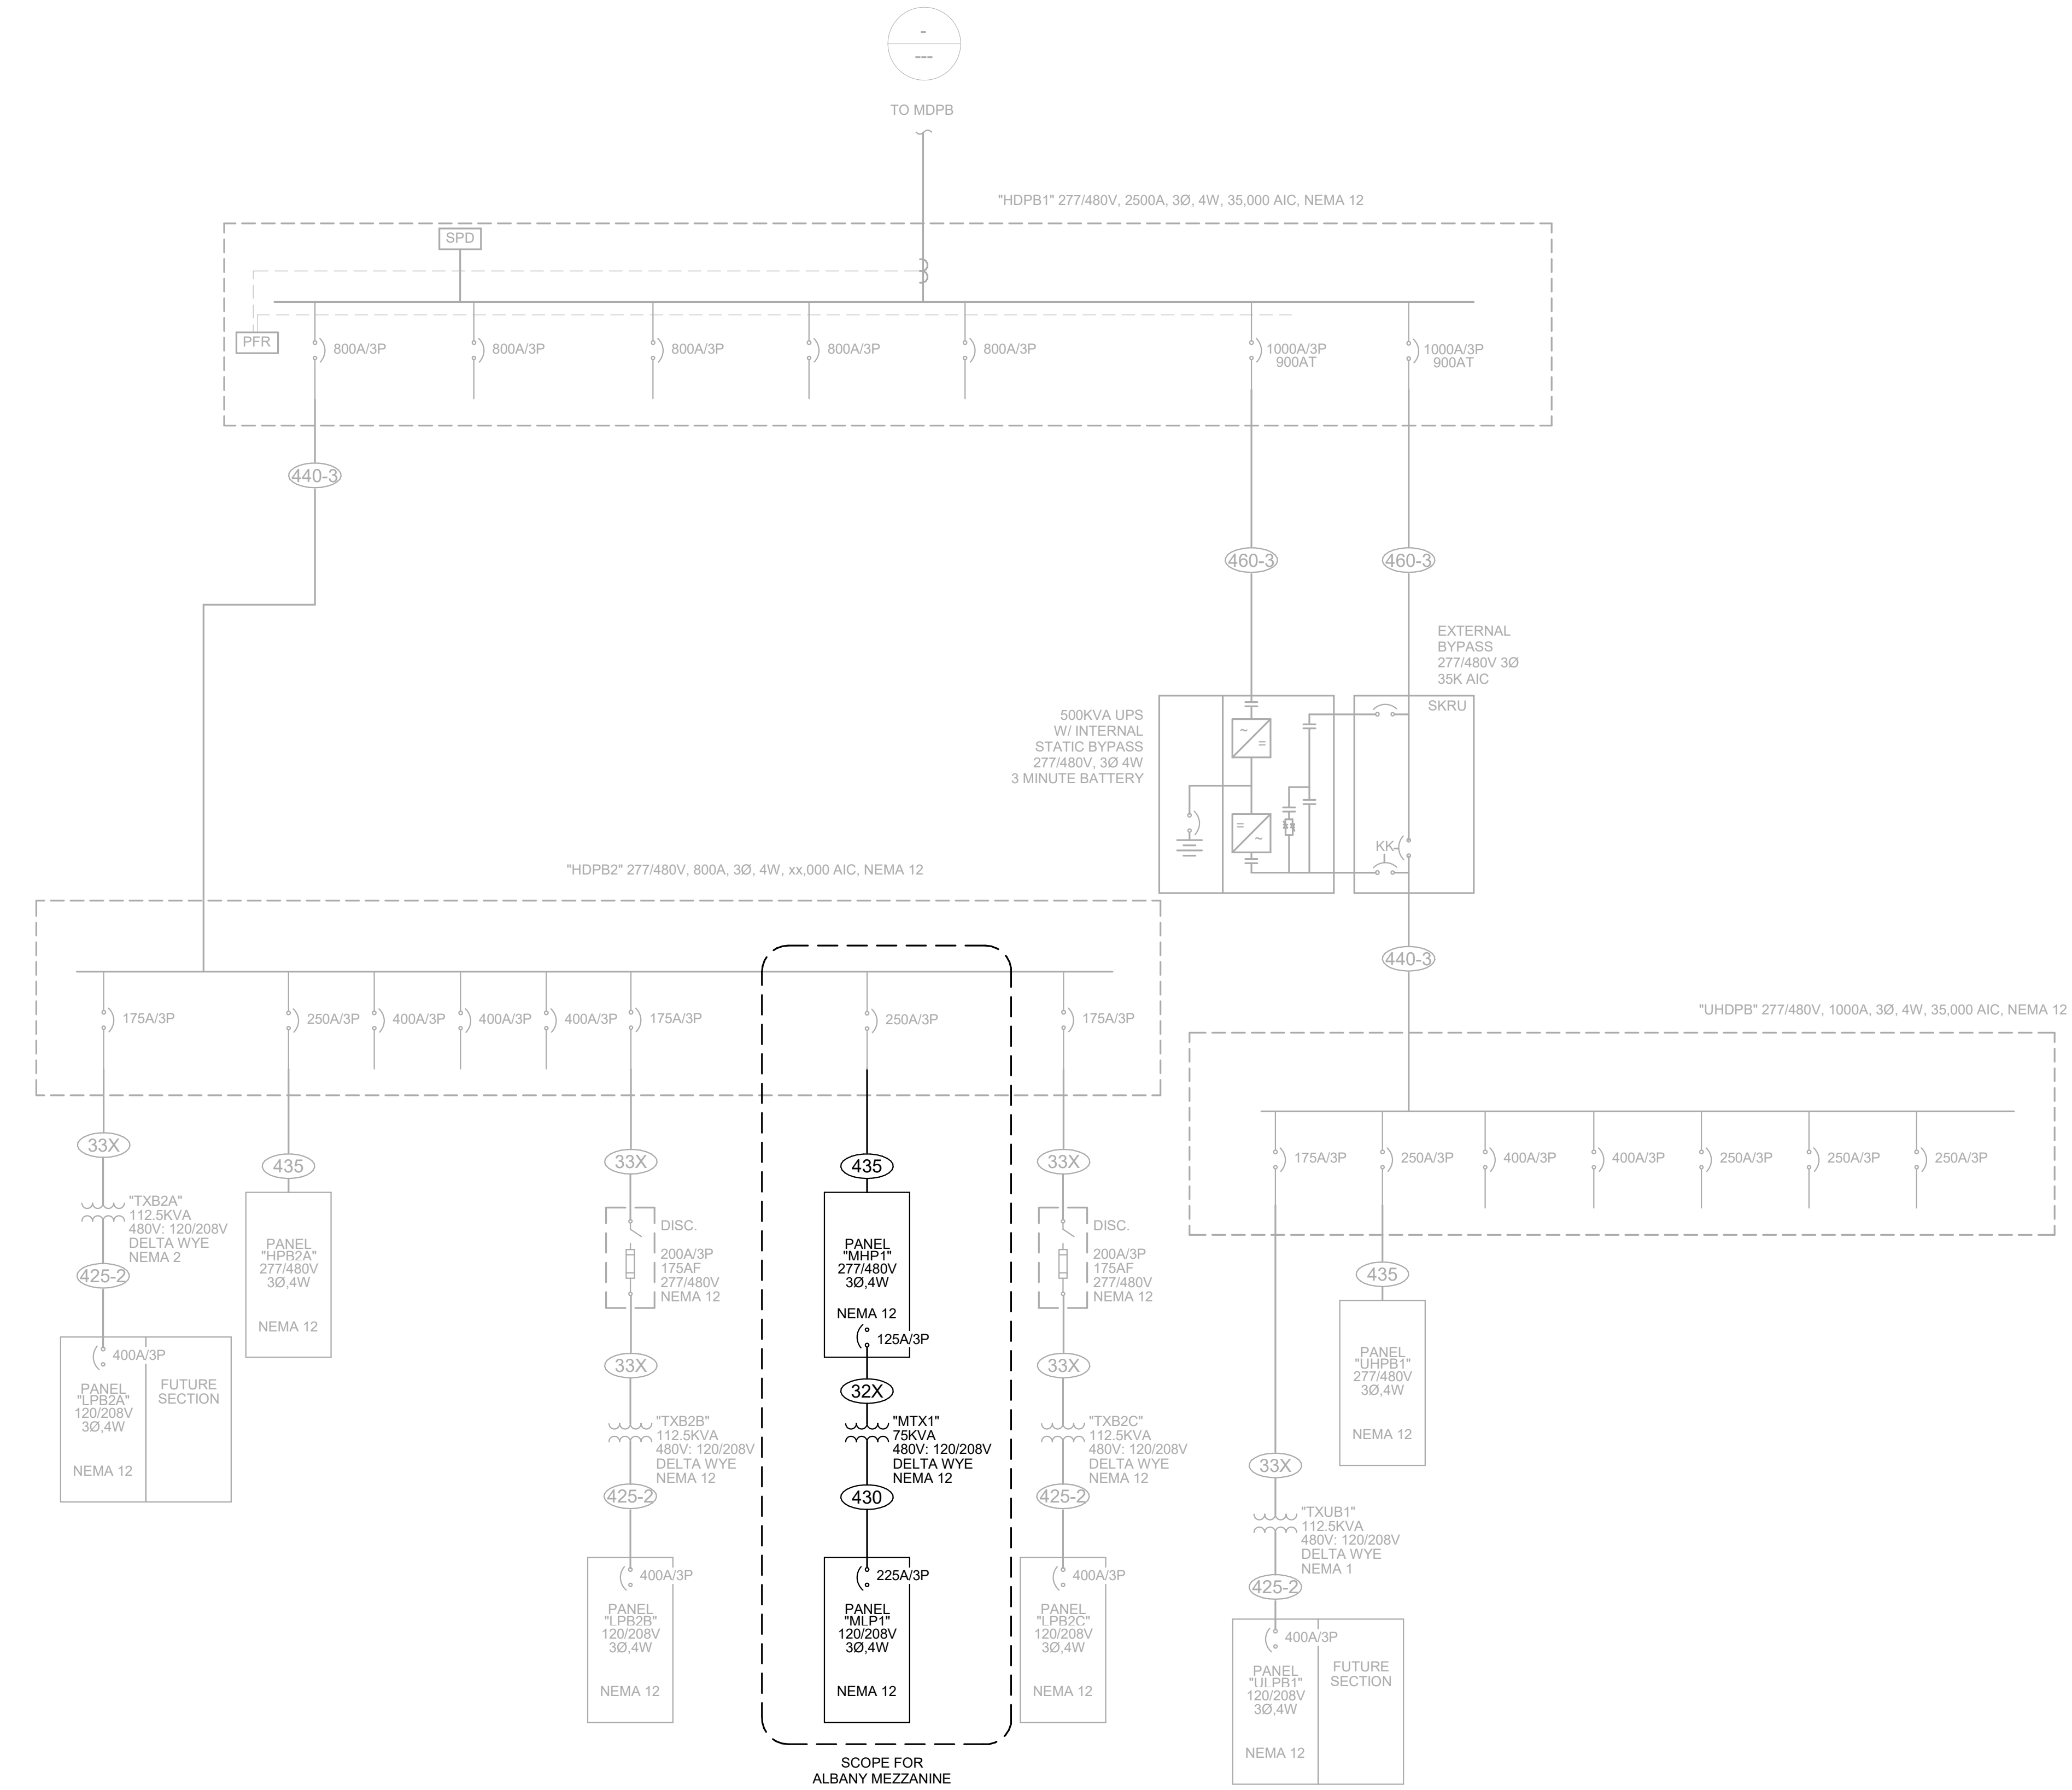 -
---
TO MDPB
"HDPB1" 277/480V, 2500A, 3Ø, 4W, 35,000 AIC, NEMA 12
SPD
PFR
800A/3P
800A/3P
800A/3P
800A/3P
800A/3P
1000A/3P
900AT
1000A/3P
900AT
440-3
460-3
460-3
EXTERNAL
BYPASS
277/480V 3Ø
35K AIC
SKRU
500KVA UPS
W/ INTERNAL
STATIC BYPASS
277/480V, 3Ø 4W
3 MINUTE BATTERY
~
=
=
~
KK
"HDPB2" 277/480V, 800A, 3Ø, 4W, xx,000 AIC, NEMA 12
440-3
175A/3P
250A/3P
400A/3P
400A/3P
400A/3P
175A/3P
250A/3P
175A/3P
"UHDPB" 277/480V, 1000A, 3Ø, 4W, 35,000 AIC, NEMA 12
175A/3P
250A/3P
400A/3P
400A/3P
250A/3P
250A/3P
250A/3P
33X
"TXB2A"
112.5KVA
480V: 120/208V
DELTA WYE
NEMA 2
425-2
400A/3P
PANEL
"LPB2A"
120/208V
3Ø,4W
NEMA 12
FUTURE
SECTION
435
PANEL
"HPB2A"
277/480V
3Ø,4W
NEMA 12
33X
DISC.
200A/3P
175AF
277/480V
NEMA 12
33X
"TXB2B"
112.5KVA
480V: 120/208V
DELTA WYE
NEMA 12
425-2
400A/3P
PANEL
"LPB2B"
120/208V
3Ø,4W
NEMA 12
435
PANEL
"MHP1"
277/480V
3Ø,4W
NEMA 12
125A/3P
32X
"MTX1"
75KVA
480V: 120/208V
DELTA WYE
NEMA 12
430
225A/3P
PANEL
"MLP1"
120/208V
3Ø,4W
NEMA 12
SCOPE FOR
ALBANY MEZZANINE
33X
DISC.
200A/3P
175AF
277/480V
NEMA 12
33X
"TXB2C"
112.5KVA
480V: 120/208V
DELTA WYE
NEMA 12
425-2
400A/3P
PANEL
"LPB2C"
120/208V
3Ø,4W
NEMA 12
33X
"TXUB1"
112.5KVA
480V: 120/208V
DELTA WYE
NEMA 1
425-2
400A/3P
PANEL
"ULPB1"
120/208V
3Ø,4W
NEMA 12
FUTURE
SECTION
435
PANEL
"UHPB1"
277/480V
3Ø,4W
NEMA 12